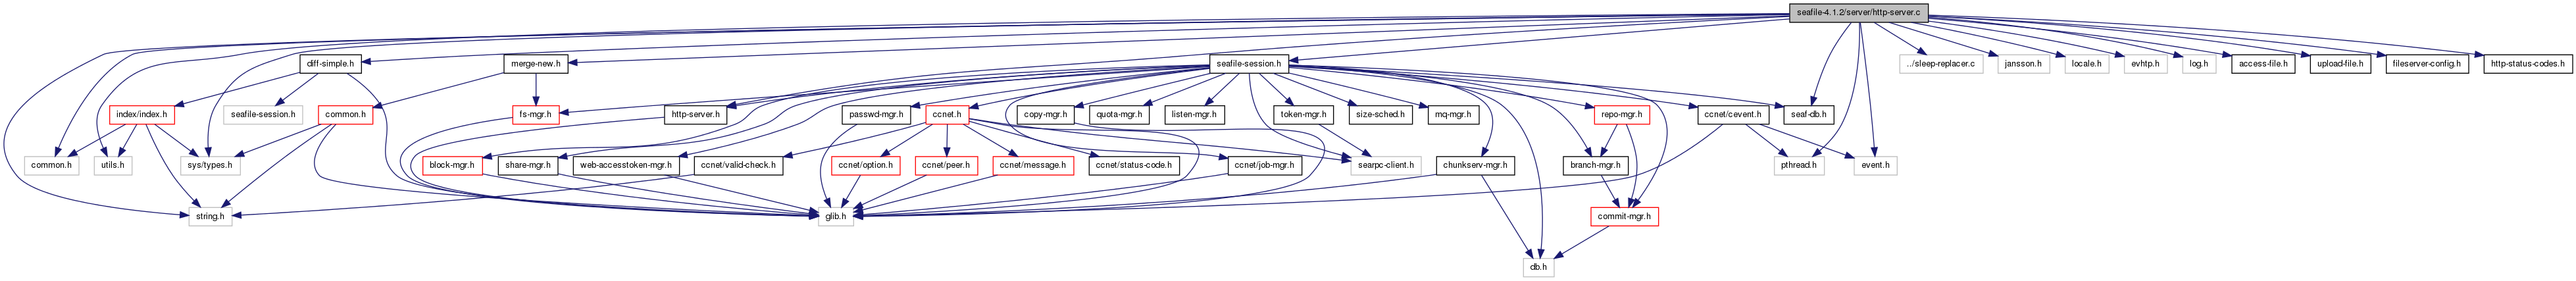 seafile-4.1.2/server/http-server.c
diff-simple.h
merge-new.h
seafile-session.h
../sleep-replacer.c
jansson.h
locale.h
evhtp.h
log.h
access-file.h
upload-file.h
fileserver-config.h
http-status-codes.h
index/index.h
seafile-session.h
common.h
fs-mgr.h
http-server.h
passwd-mgr.h
ccnet.h
copy-mgr.h
quota-mgr.h
listen-mgr.h
token-mgr.h
size-sched.h
mq-mgr.h
repo-mgr.h
ccnet/cevent.h
seaf-db.h
common.h
utils.h
sys/types.h
block-mgr.h
share-mgr.h
web-accesstoken-mgr.h
ccnet/valid-check.h
ccnet/option.h
ccnet/peer.h
ccnet/message.h
ccnet/status-code.h
ccnet/job-mgr.h
searpc-client.h
chunkserv-mgr.h
branch-mgr.h
pthread.h
event.h
string.h
glib.h
commit-mgr.h
db.h